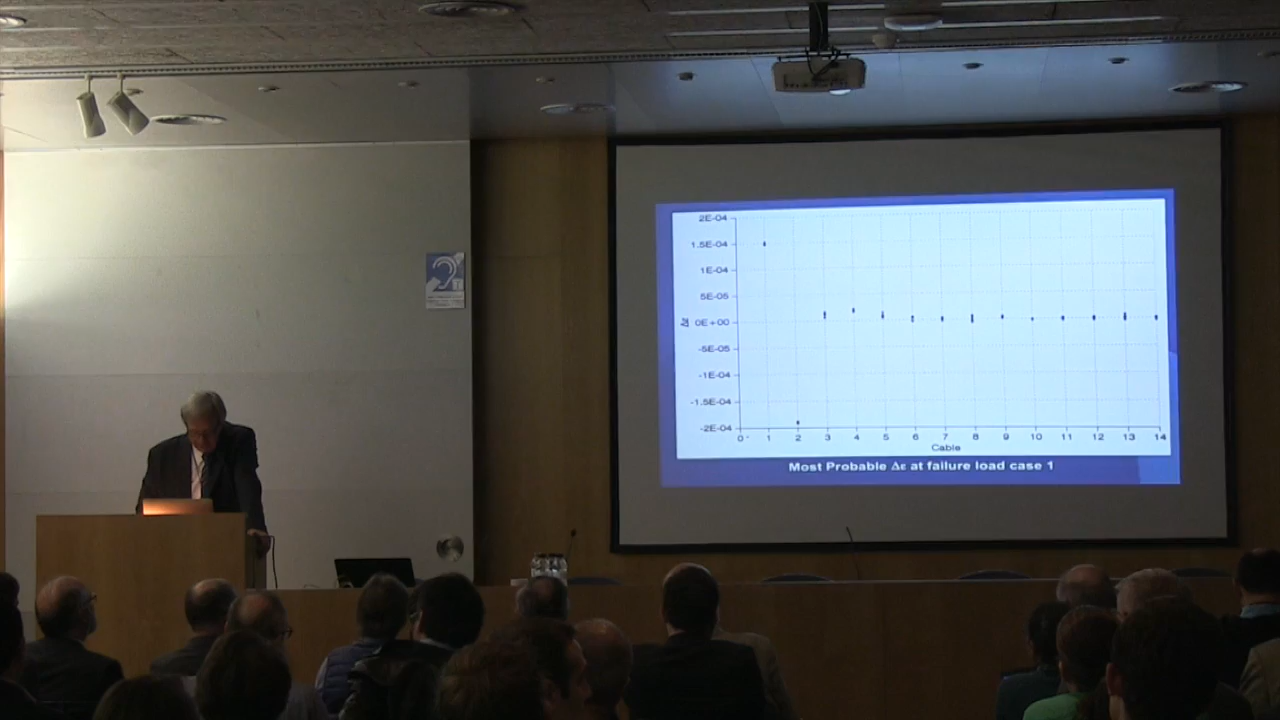 2E-04
1.5E-04
1E-04
5E-05
0E+00
-5E-05
-1E-04
-1.5E-04
-2E-04
Δε
0 1 2 3 4 5 6 7 8 9 10 11 12 13 14
Cable
Most Probable Δε at failure load case 1